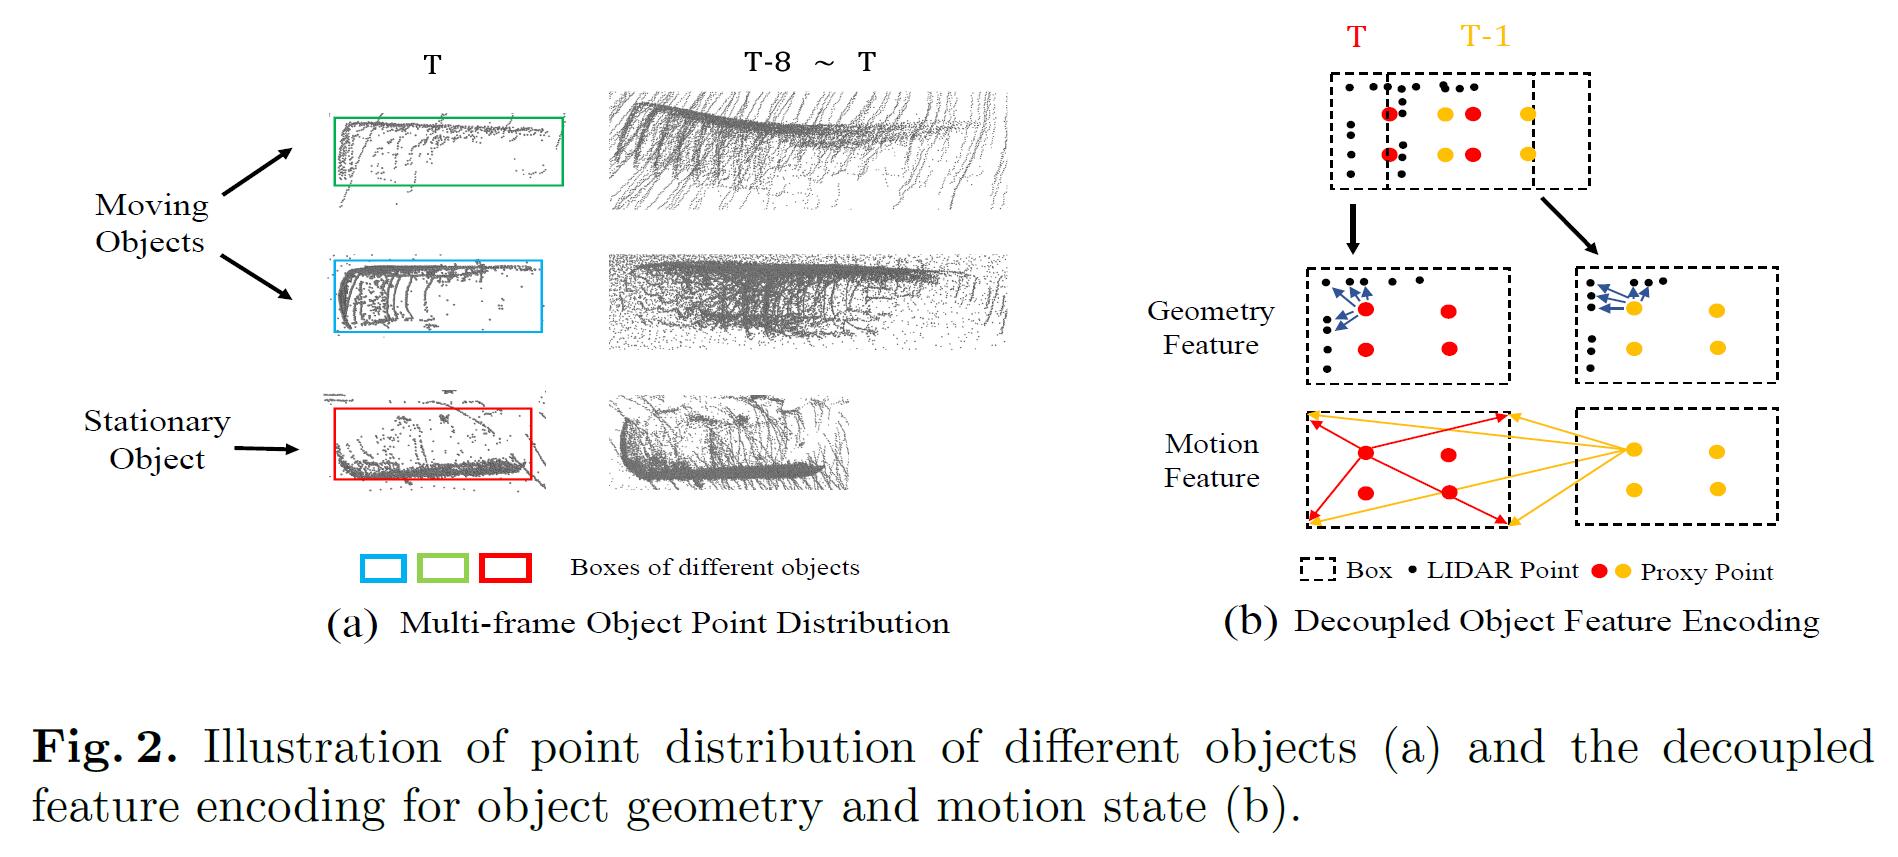 T
T-8 ~ T
Moving
Objects
Stationary
Object
Boxes of different objects
(a) Multi-frame Object Point Distribution
T
T-1
Geometry
Feature
Motion
Feature
Box
LIDAR Point
Proxy Point
(b) Decoupled Object Feature Encoding
Fig. 2. Illustration of point distribution of different objects (a) and the decoupled
feature encoding for object geometry and motion state (b).